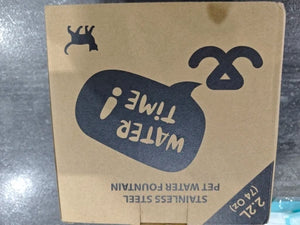 WATER
TiME!
STAINLESS STEEL
PET WATER FOUNTAIN
2.2L
(74 Oz)